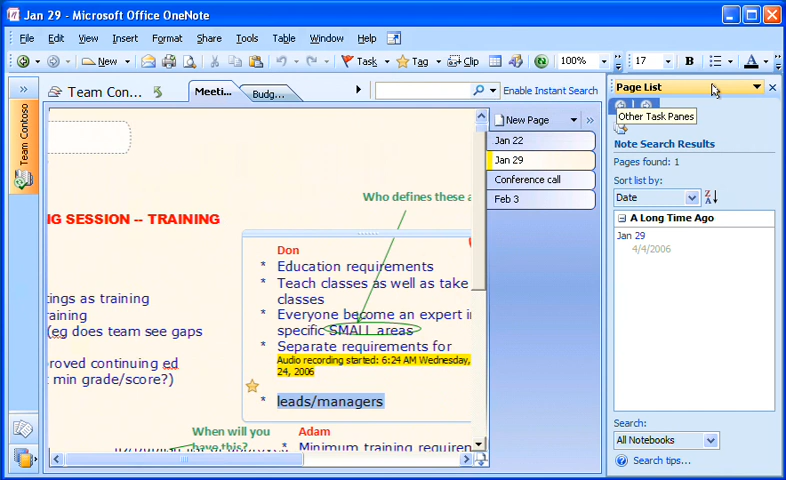 Jan 29 - Microsoft Office OneNote
File Edit View Insert Format Share Tools Table Window Help
New Task Tag Clip 100% 17 B A
Team Con... Meeti... Budg... Enable Instant Search
Team Contoso
New Page
Jan 22
Jan 29
Conference call
Feb 3
Who defines these a
G SESSION -- TRAINING
Don
* Education requirements
* Teach classes as well as take
classes
* Everyone become an expert in
specific SMALL areas
* Separate requirements for
Audio recording started: 6:24 AM Wednesday,
24, 2006
* leads/managers
ings as training
raining
(eg does team see gaps
roved continuing ed
min grade/score?)
When will you
have this?
Adam
* Minimum training requirem
Page List
Other Task Panes
Note Search Results
Pages found: 1
Sort list by:
Date
A Long Time Ago
Jan 29
4/4/2006
Search:
All Notebooks
Search tips...